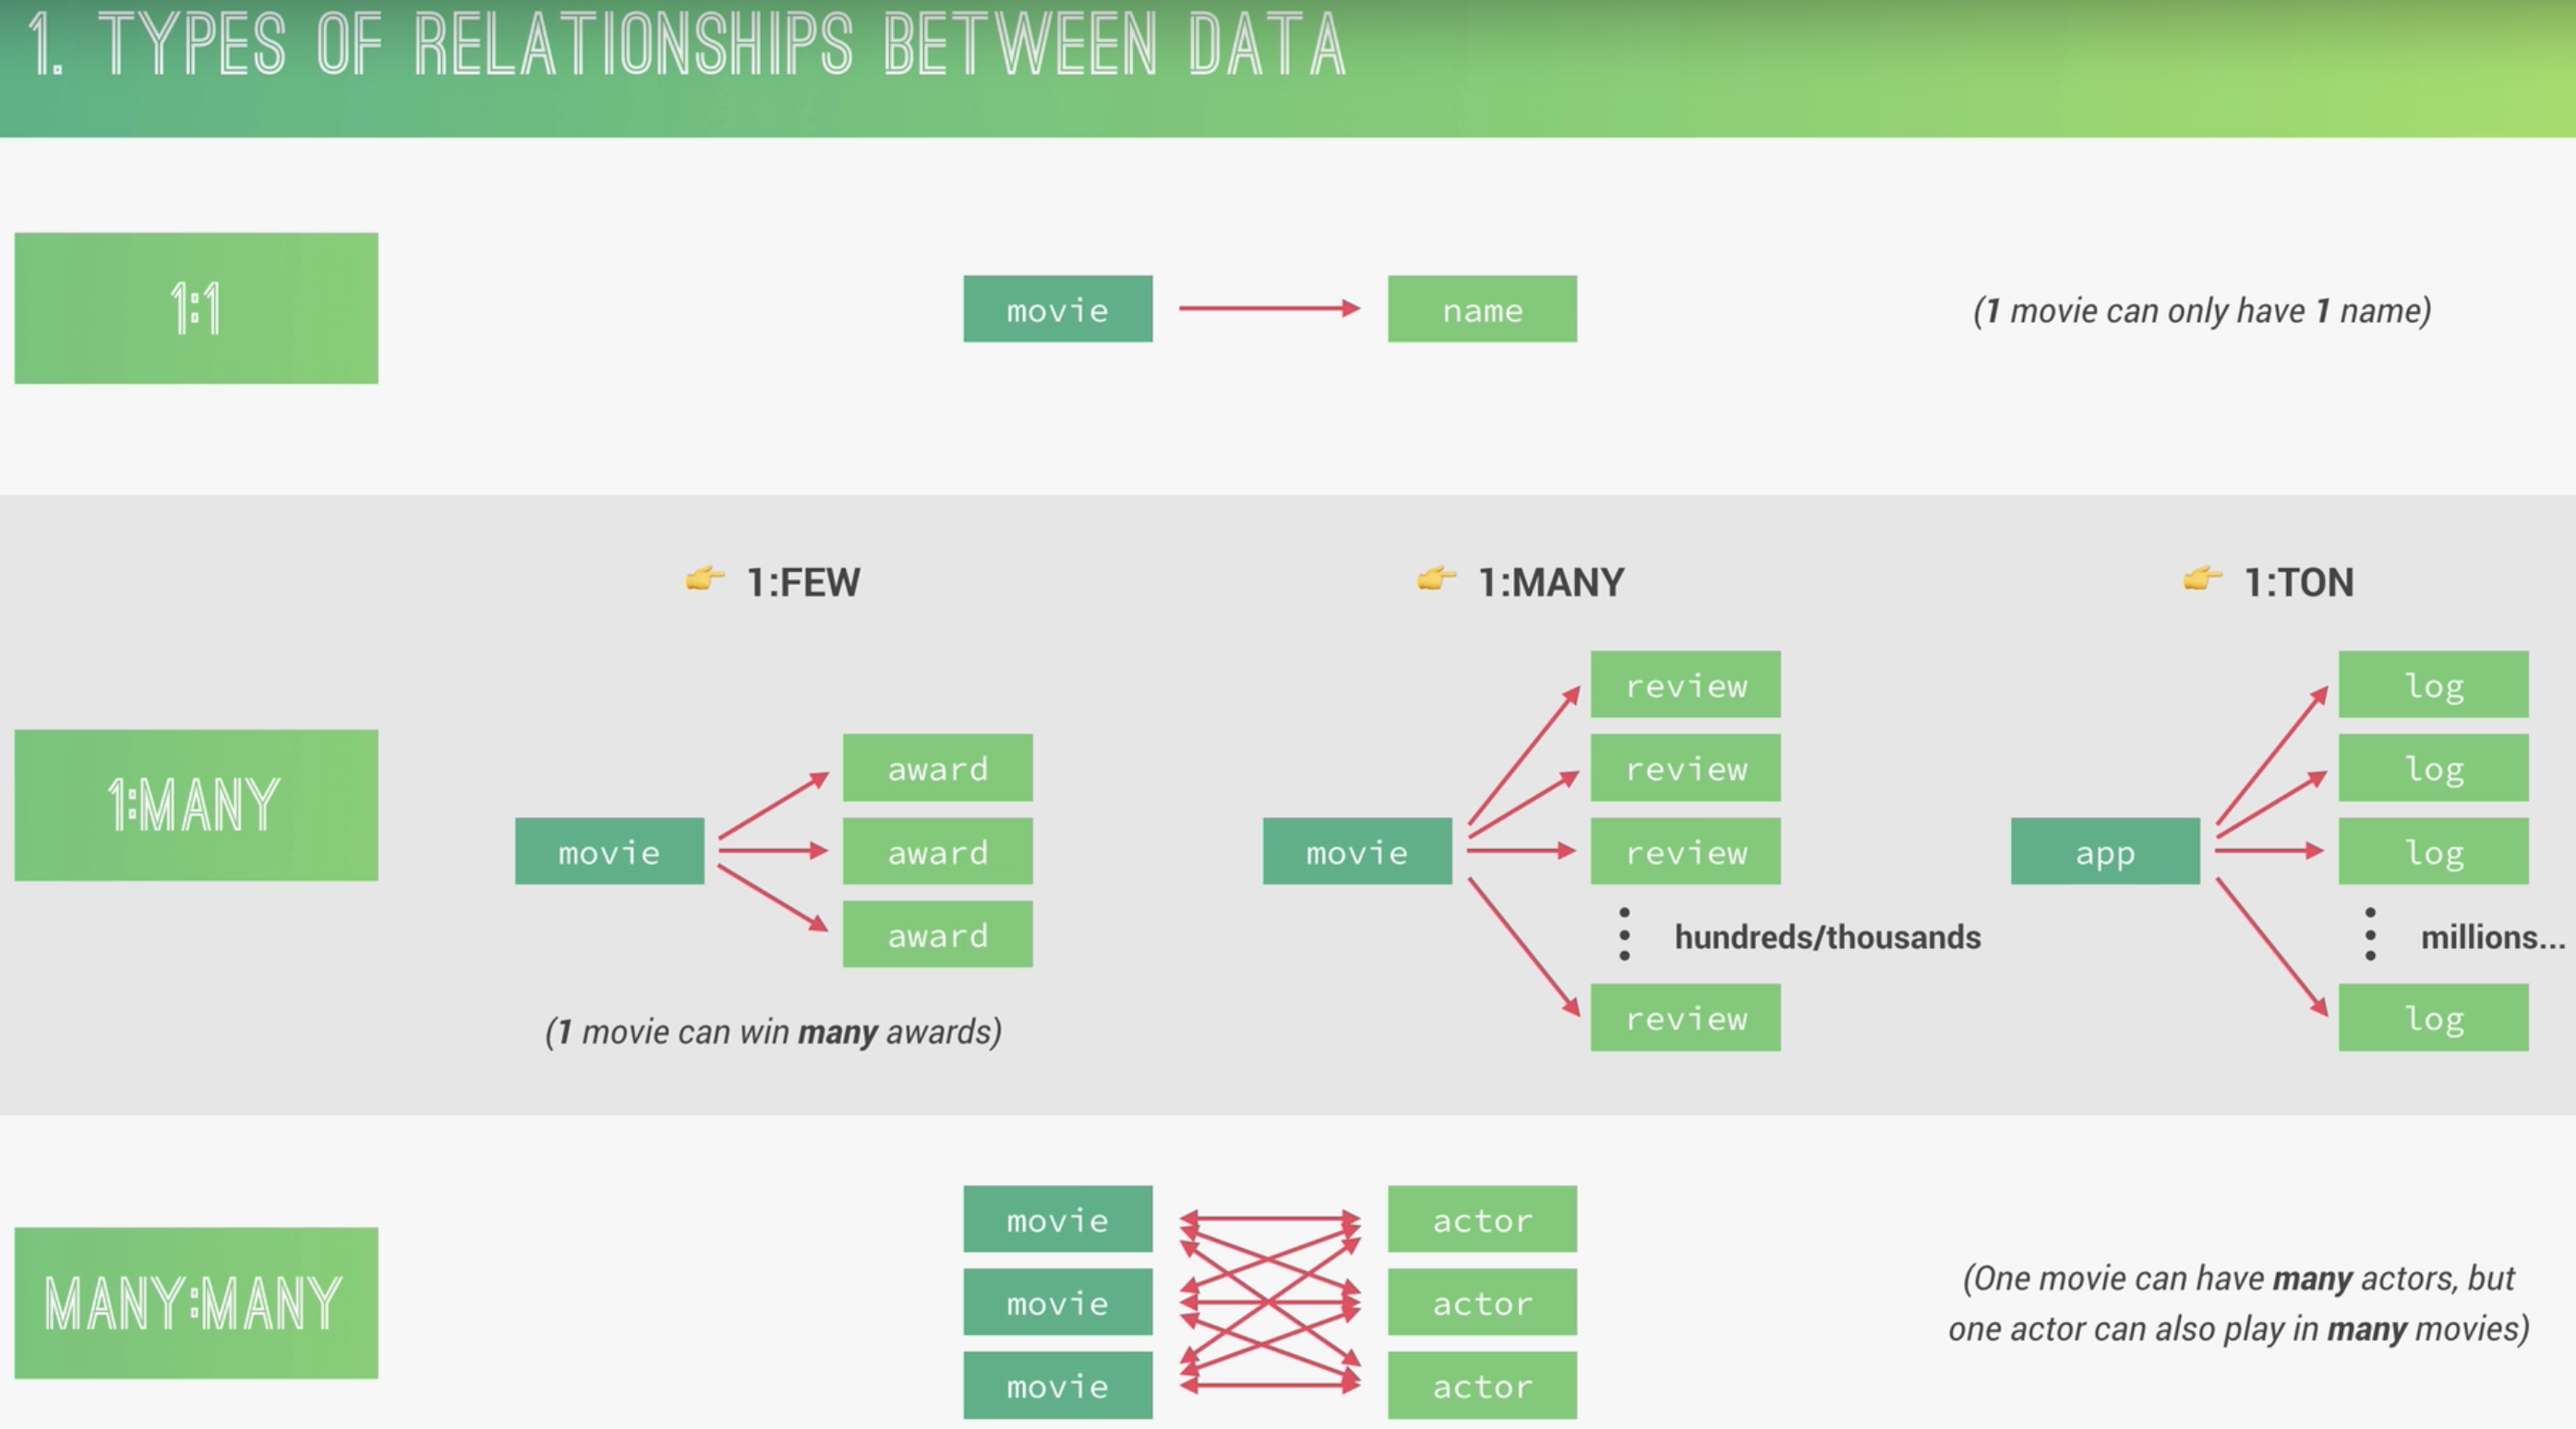 1. TYPES OF RELATIONSHIPS BETWEEN DATA
1:1
movie
name
(1 movie can only have 1 name)
1:MANY
1:FEW
movie
award
award
award
(1 movie can win many awards)
1:MANY
movie
review
review
review
hundreds/thousands
review
1:TON
app
log
log
log
millions...
log
MANY:MANY
movie
actor
movie
actor
movie
actor
(One movie can have many actors, but
one actor can also play in many movies)